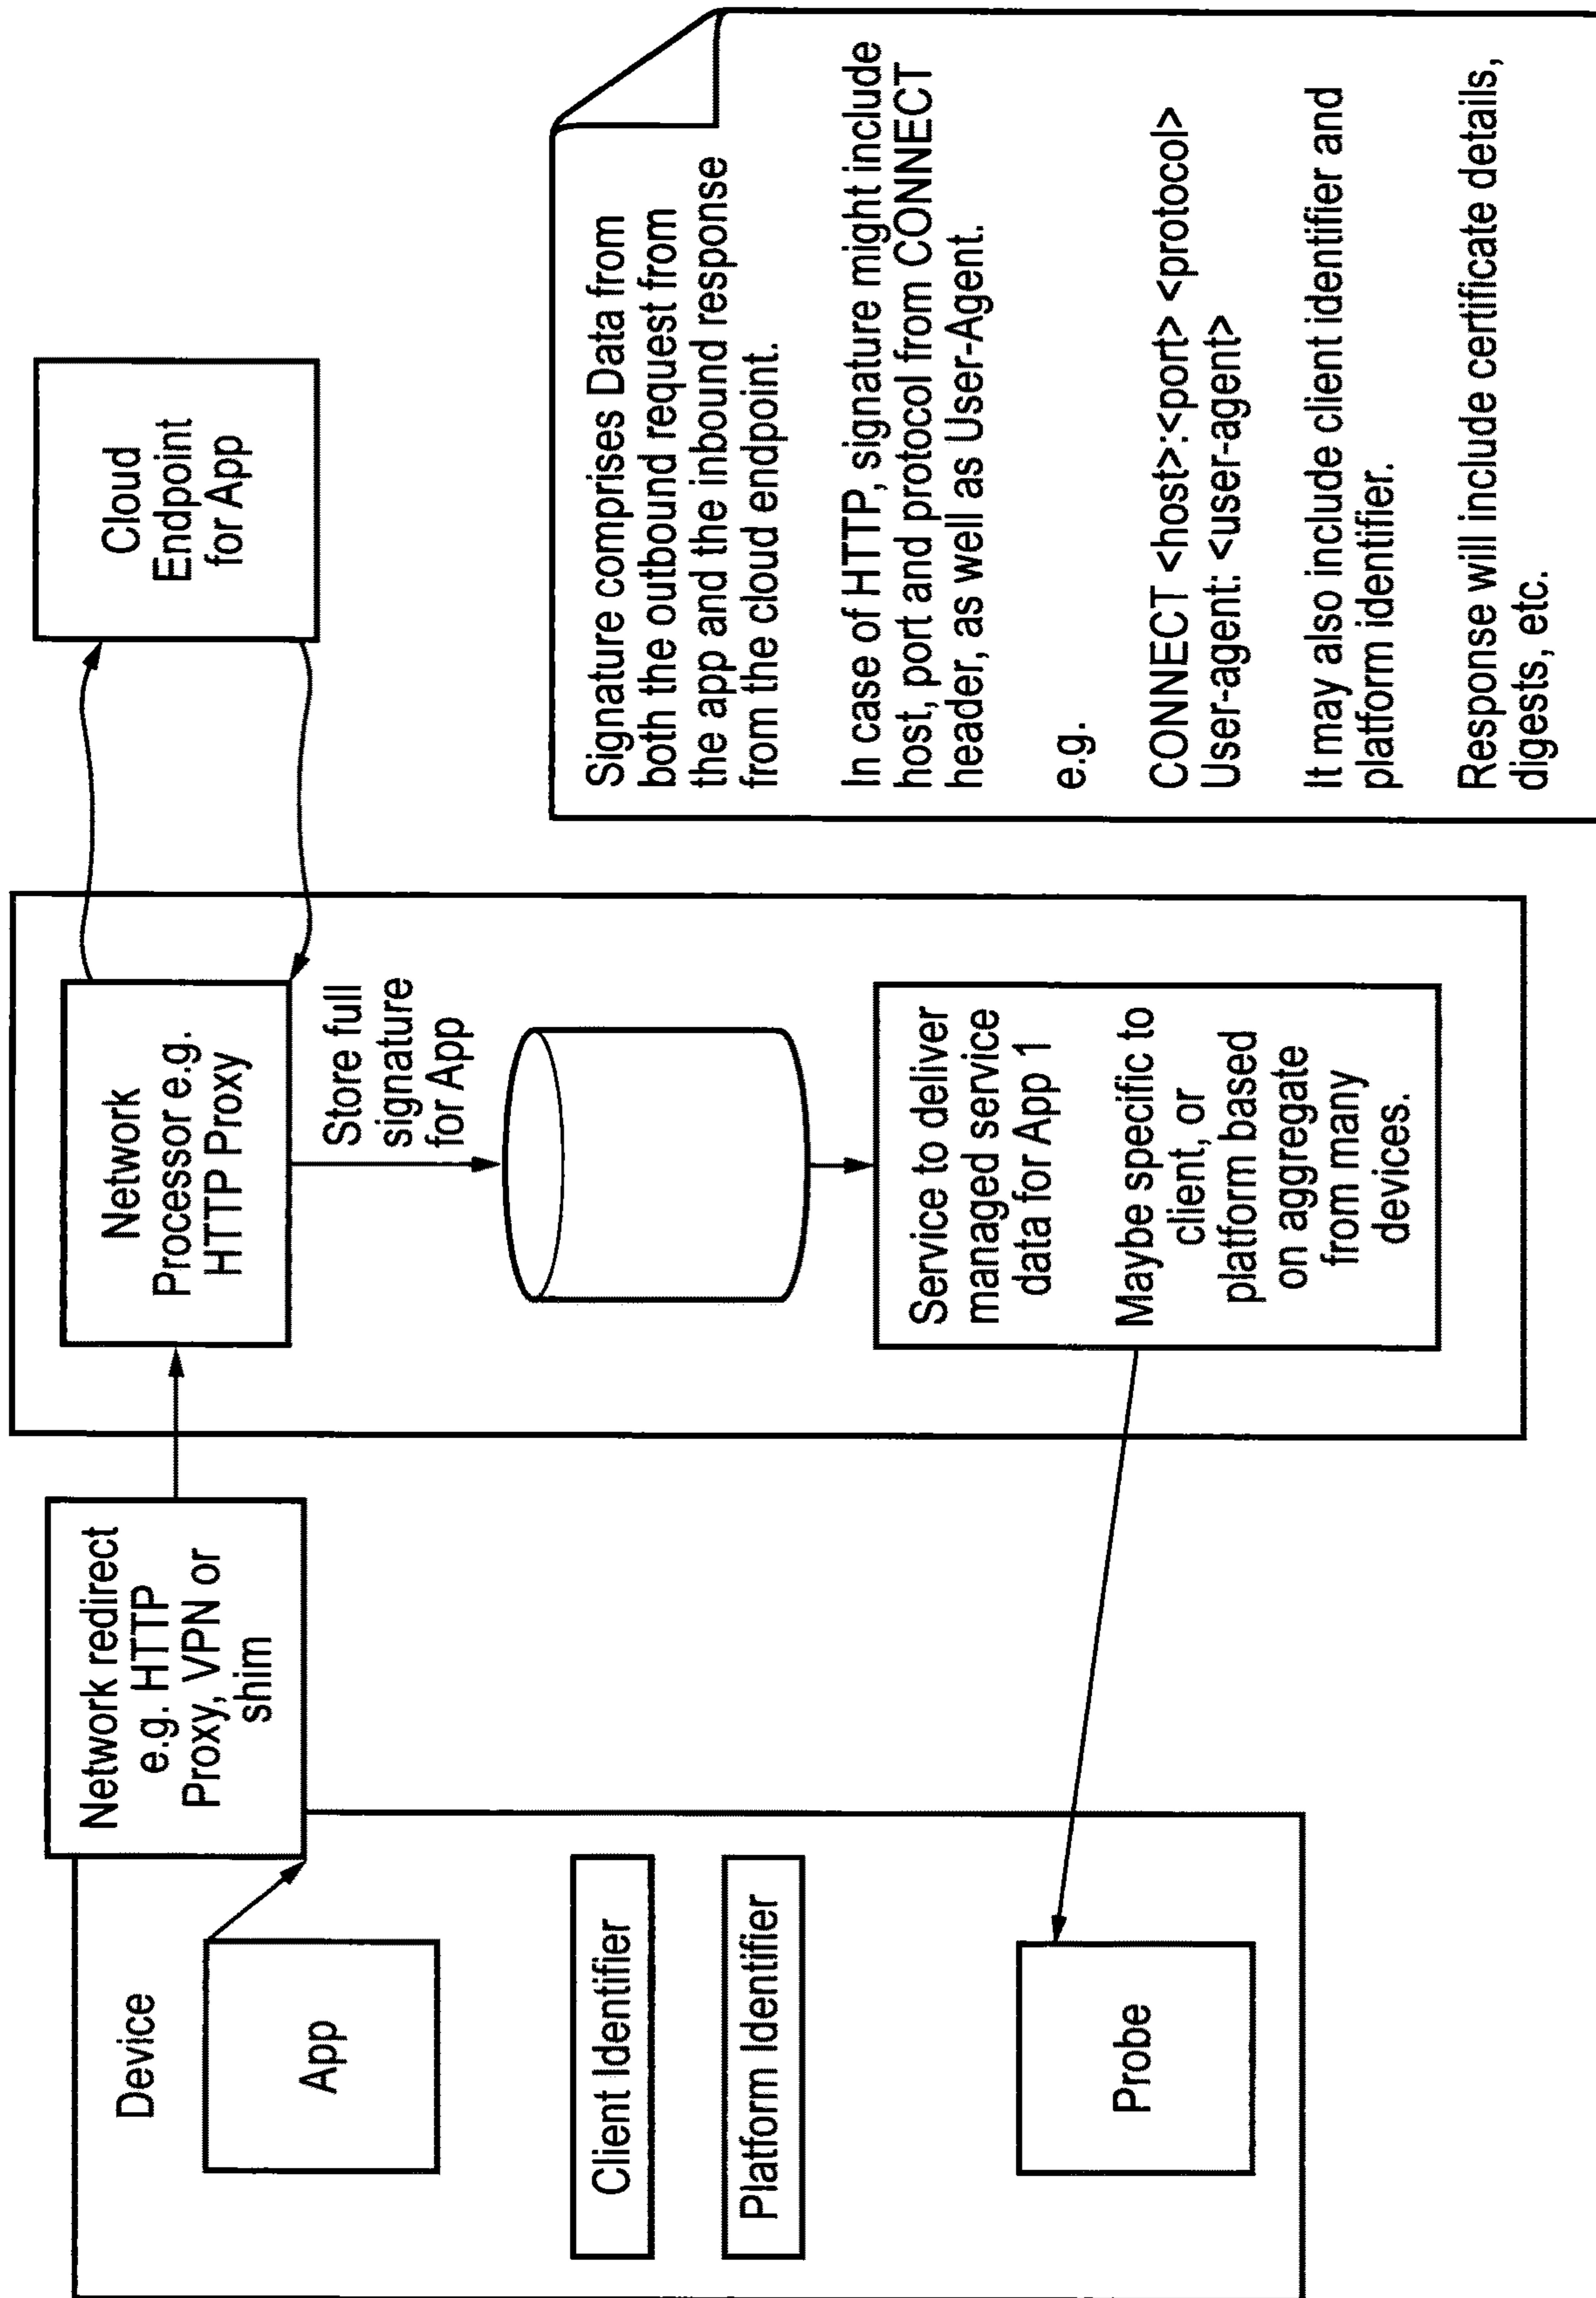 Device
App
Client Identifier
Platform Identifier
Probe
Network redirect
e.g. HTTP
Proxy, VPN or
shim
Network
Processor e.g.
HTTP Proxy
Store full
signature
for App
Service to deliver
managed service
data for App 1
Maybe specific to
client, or
platform based
on aggregate
from many
devices.
Cloud
Endpoint
for App
Signature comprises Data from
both the outbound request from
the app and the inbound response
from the cloud endpoint.
In case of HTTP, signature might include
host, port and protocol from CONNECT
header, as well as User-Agent.
e.g.
CONNECT <host>:<port> <protocol>
User-agent: <user-agent>
It may also include client identifier and
platform identifier.
Response will include certificate details,
digests, etc.